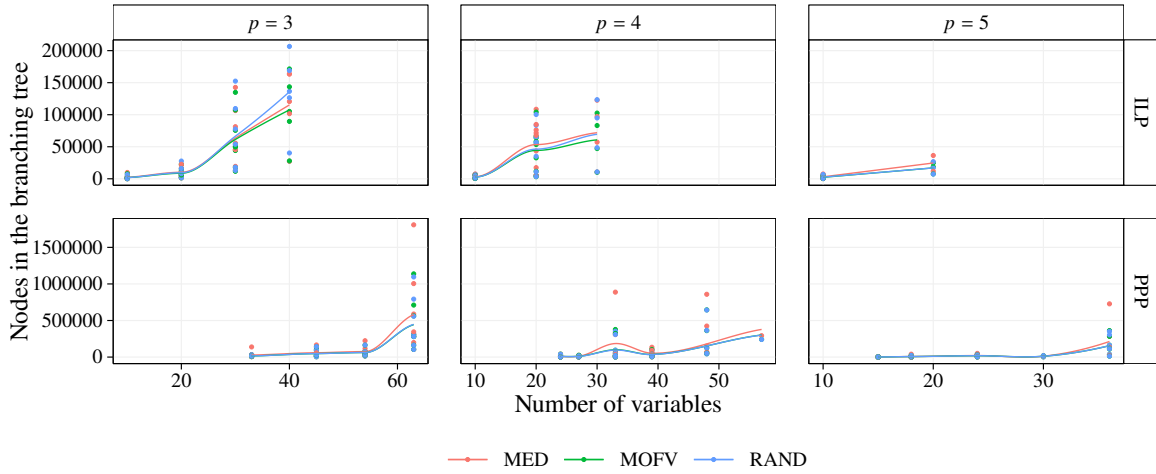 p = 3 p = 4 p = 5
Nodes in the branching tree
200000
150000
100000
50000
0
ILP
1500000
1000000
500000
0
PPP
20 40 60 10 20 30 40 50 10 20 30
Number of variables
MED MOFV RAND